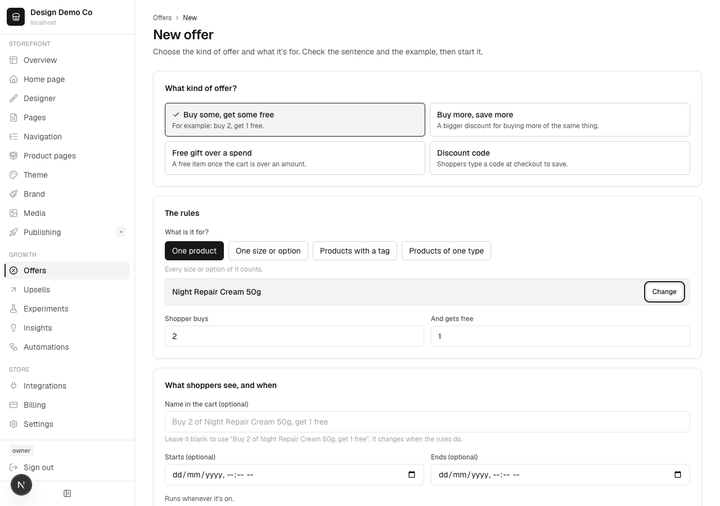 Design Demo Co
localhost
STOREFRONT
Overview
Home page
Designer
Pages
Navigation
Product pages
Theme
Brand
Media
Publishing
GROWTH
Offers
Upsells
Experiments
Insights
Automations
STORE
Integrations
Billing
Settings
owner
Sign out
N
Offers > New
New offer
Choose the kind of offer and what it's for. Check the sentence and the example, then start it.
What kind of offer?
✓ Buy some, get some free
For example: buy 2, get 1 free.
Buy more, save more
A bigger discount for buying more of the same thing.
Free gift over a spend
A free item once the cart is over an amount.
Discount code
Shoppers type a code at checkout to save.
The rules
What is it for?
One product
One size or option
Products with a tag
Products of one type
Every size or option of it counts.
Night Repair Cream 50g
Change
Shopper buys
2
And gets free
1
What shoppers see, and when
Name in the cart (optional)
Buy 2 of Night Repair Cream 50g, get 1 free
Leave it blank to use "Buy 2 of Night Repair Cream 50g, get 1 free". It changes when the rules do.
Starts (optional)
dd/mm/yyyy, --:-- --
Ends (optional)
dd/mm/yyyy, --:-- --
Runs whenever it's on.